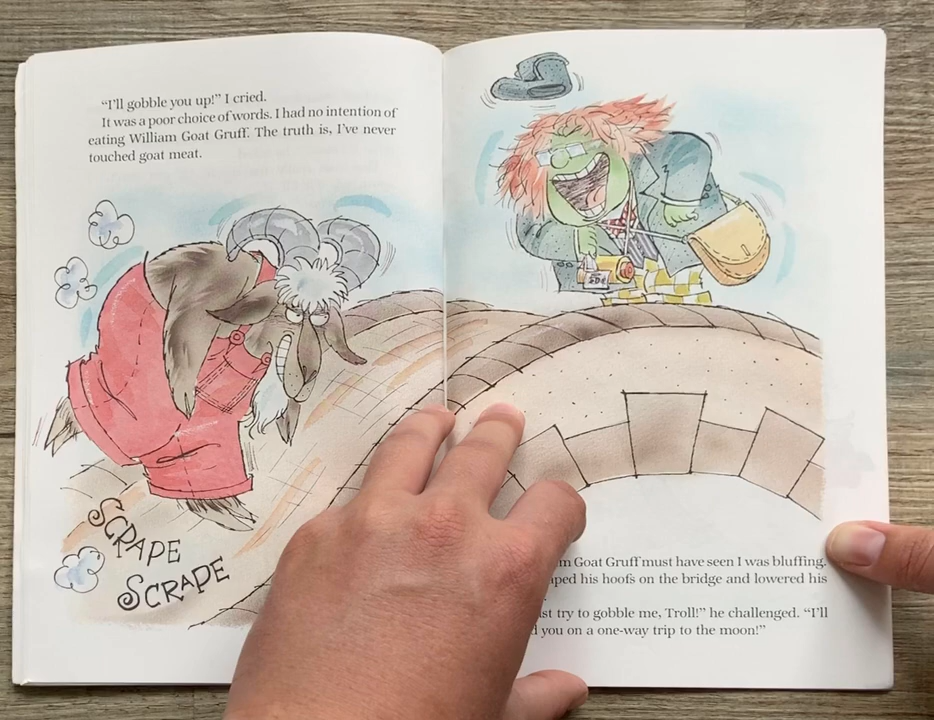 “I’ll gobble you up!” I cried.
It was a poor choice of words. I had no intention of
eating William Goat Gruff. The truth is, I’ve never
touched goat meat.
SCRAPE
SCRAPE
Goat Gruff must have seen I was bluffing.
his hoofs on the bridge and lowered his
try to gobble me, Troll!” he challenged. “I’ll
you on a one-way trip to the moon!”